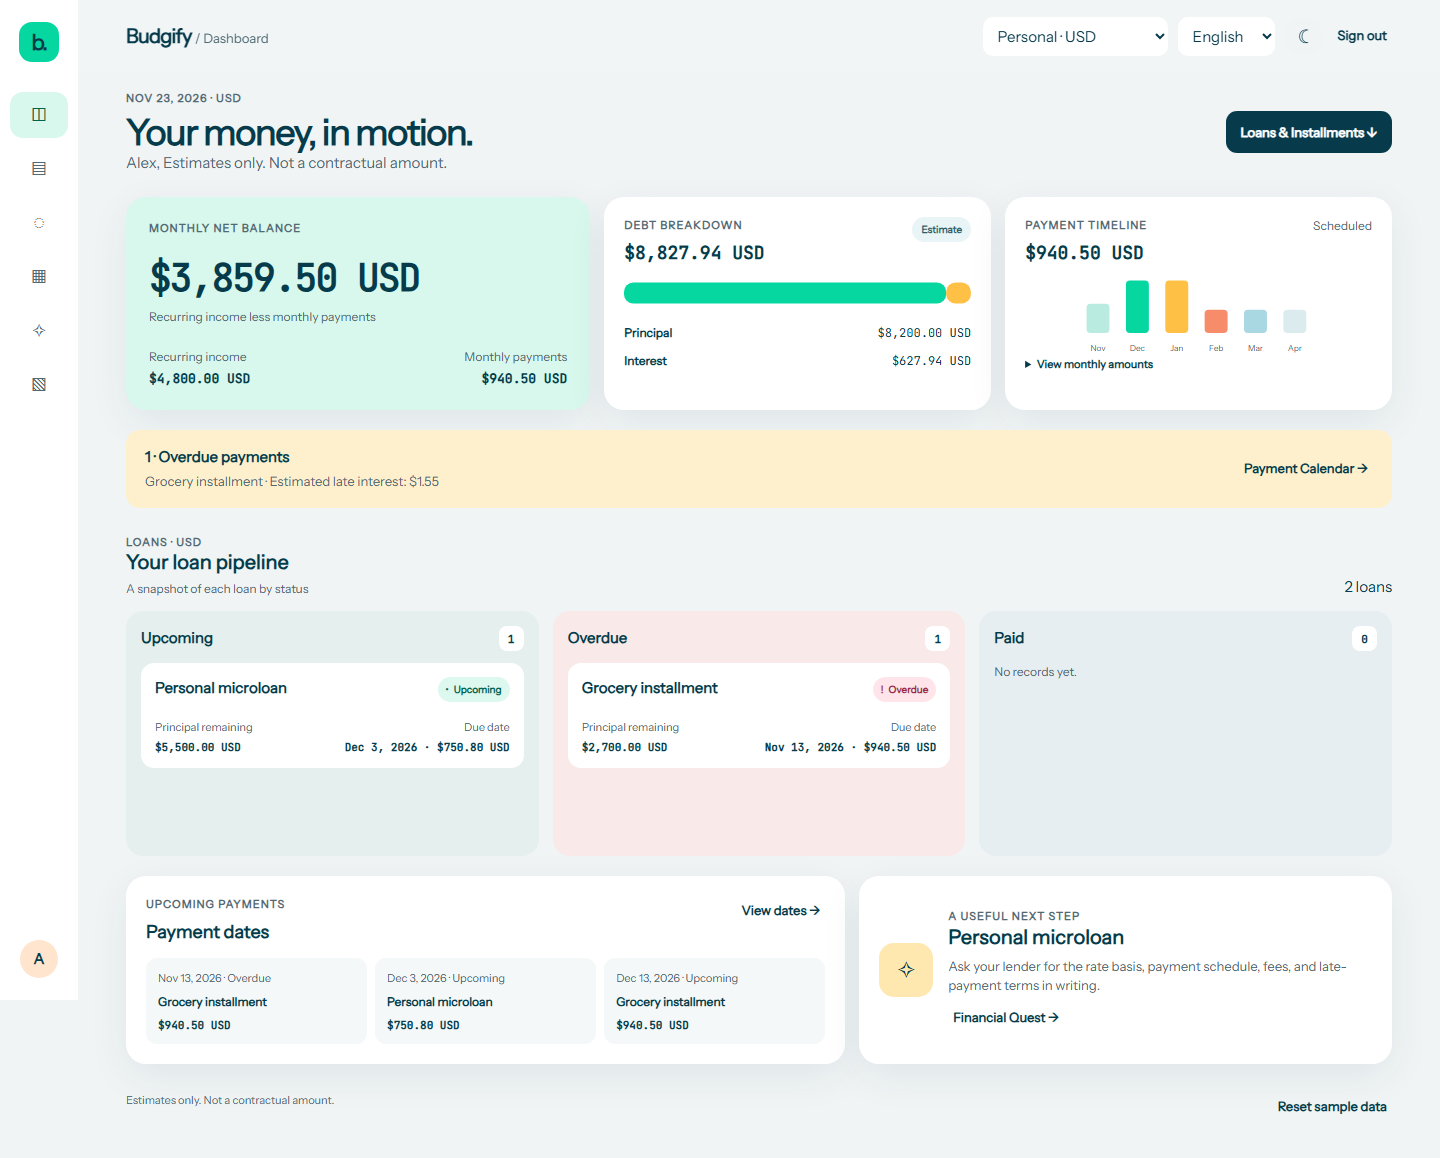 b.
Budgify / Dashboard
Personal · USD
English
Sign out
NOV 23, 2026 · USD
Your money, in motion.
Alex, Estimates only. Not a contractual amount.
Loans & Installments ↓
MONTHLY NET BALANCE
$3,859.50 USD
Recurring income less monthly payments
Recurring income
Monthly payments
$4,800.00 USD
$940.50 USD
DEBT BREAKDOWN
Estimate
$8,827.94 USD
Principal
$8,200.00 USD
Interest
$627.94 USD
PAYMENT TIMELINE
Scheduled
$940.50 USD
Nov Dec Jan Feb Mar Apr
View monthly amounts
1 · Overdue payments
Grocery installment · Estimated late interest: $1.55
Payment Calendar →
LOANS · USD
Your loan pipeline
A snapshot of each loan by status
2 loans
Upcoming
1
Personal microloan
· Upcoming
Principal remaining
Due date
$5,500.00 USD
Dec 3, 2026 · $750.80 USD
Overdue
1
Grocery installment
! Overdue
Principal remaining
Due date
$2,700.00 USD
Nov 13, 2026 · $940.50 USD
Paid
0
No records yet.
UPCOMING PAYMENTS
Payment dates
View dates →
Nov 13, 2026 · Overdue
Grocery installment
$940.50 USD
Dec 3, 2026 · Upcoming
Personal microloan
$750.80 USD
Dec 13, 2026 · Upcoming
Grocery installment
$940.50 USD
A USEFUL NEXT STEP
Personal microloan
Ask your lender for the rate basis, payment schedule, fees, and late-
payment terms in writing.
Financial Quest →
A
Estimates only. Not a contractual amount.
Reset sample data